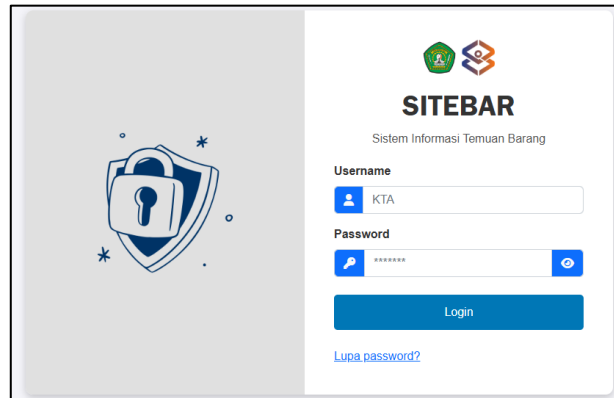 SITEBAR
Sistem Informasi Temuan Barang
Username
KTA
Password
*******
Login
Lupa password?